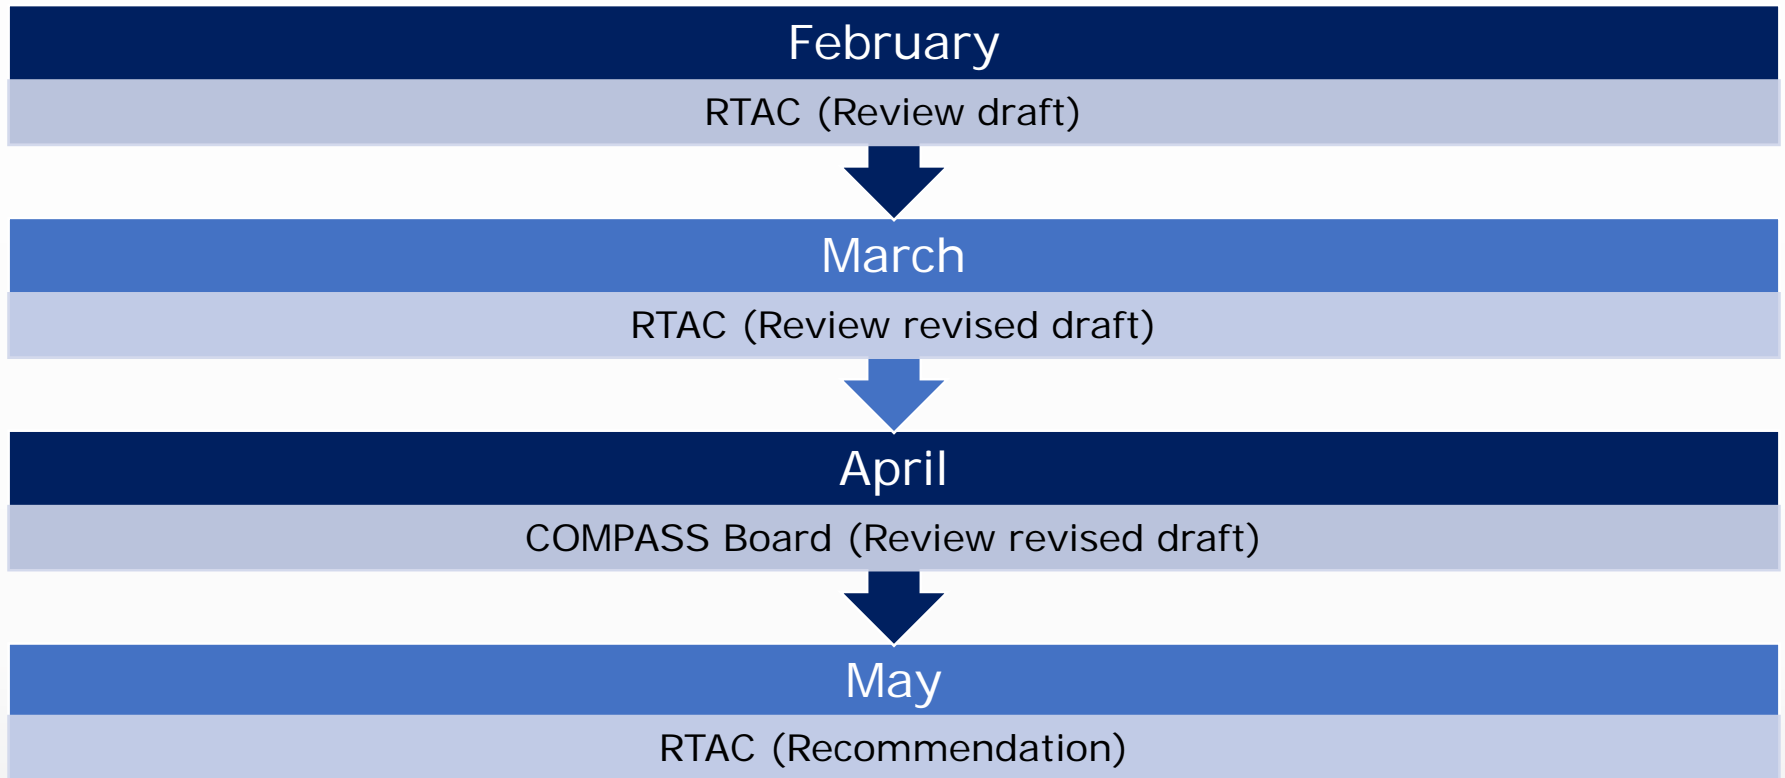 February
RTAC (Review draft)
March
RTAC (Review revised draft)
April
COMPASS Board (Review revised draft)
May
RTAC (Recommendation)